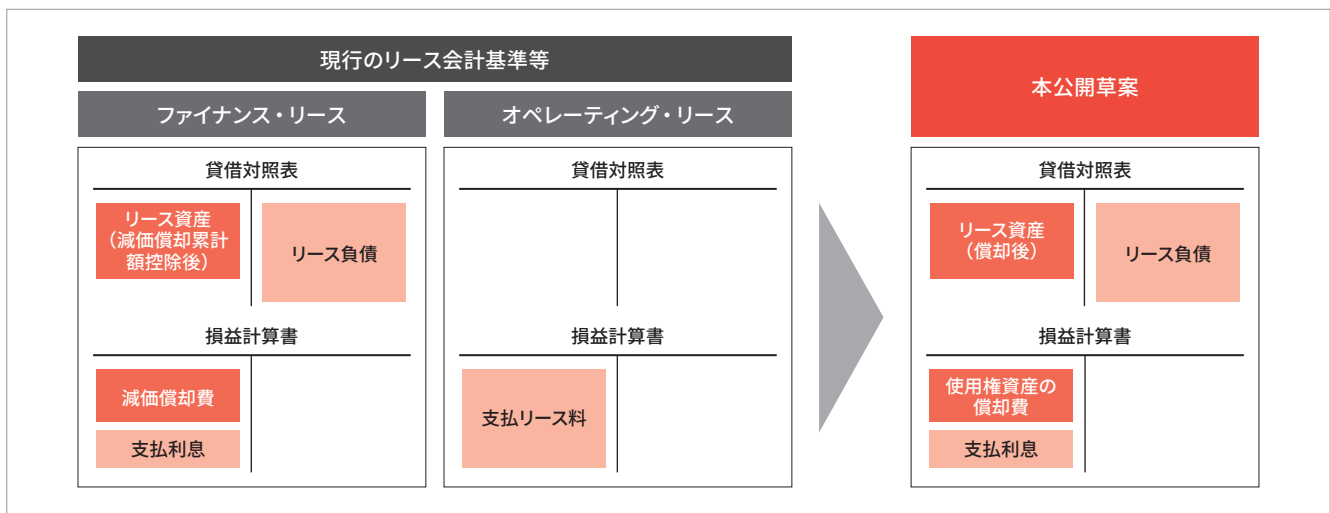 現行のリース会計基準等
ファイナンス・リース
オペレーティング・リース
本公開草案
貸借対照表
リース資産
(減価償却累計
額控除後)
リース負債
損益計算書
減価償却費
支払利息
貸借対照表
損益計算書
支払リース料
貸借対照表
リース資産
(償却後)
リース負債
損益計算書
使用権資産の
償却費
支払利息